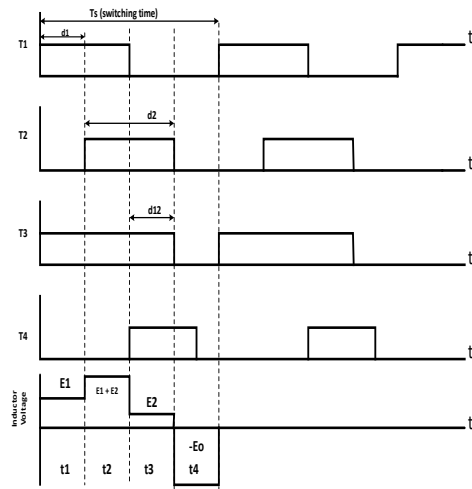 Ts (switching time)
d1
T1
t
d2
T2
t
d12
T3
t
T4
t
Inductor
Voltage
E1
E1 + E2
E2
-Eo
t
t1
t2
t3
t4